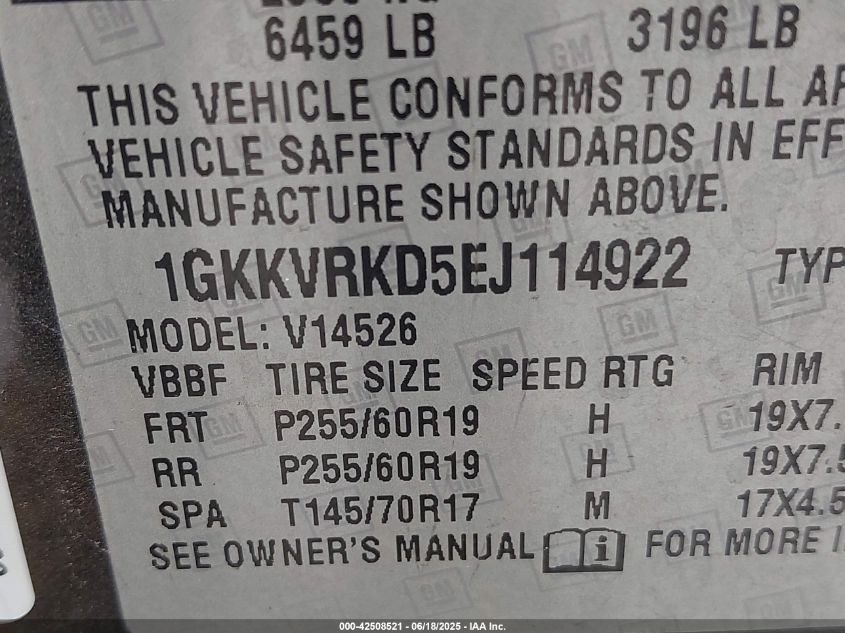 6459 LB 3196 LB
THIS VEHICLE CONFORMS TO ALL
VEHICLE SAFETY STANDARDS IN
MANUFACTURE SHOWN ABOVE.
1GKKVRKD5EJ114922 TYP
MODEL: V14526
VBBF TIRE SIZE SPEED RTG RIM
FRT P255/60R19 H 19X7.
RR P255/60R19 H 19X7.5
SPA T145/70R17 M 17X4.5
SEE OWNER'S MANUAL i FOR MORE
000-42508521 - 06/18/2025 - IAA Inc.